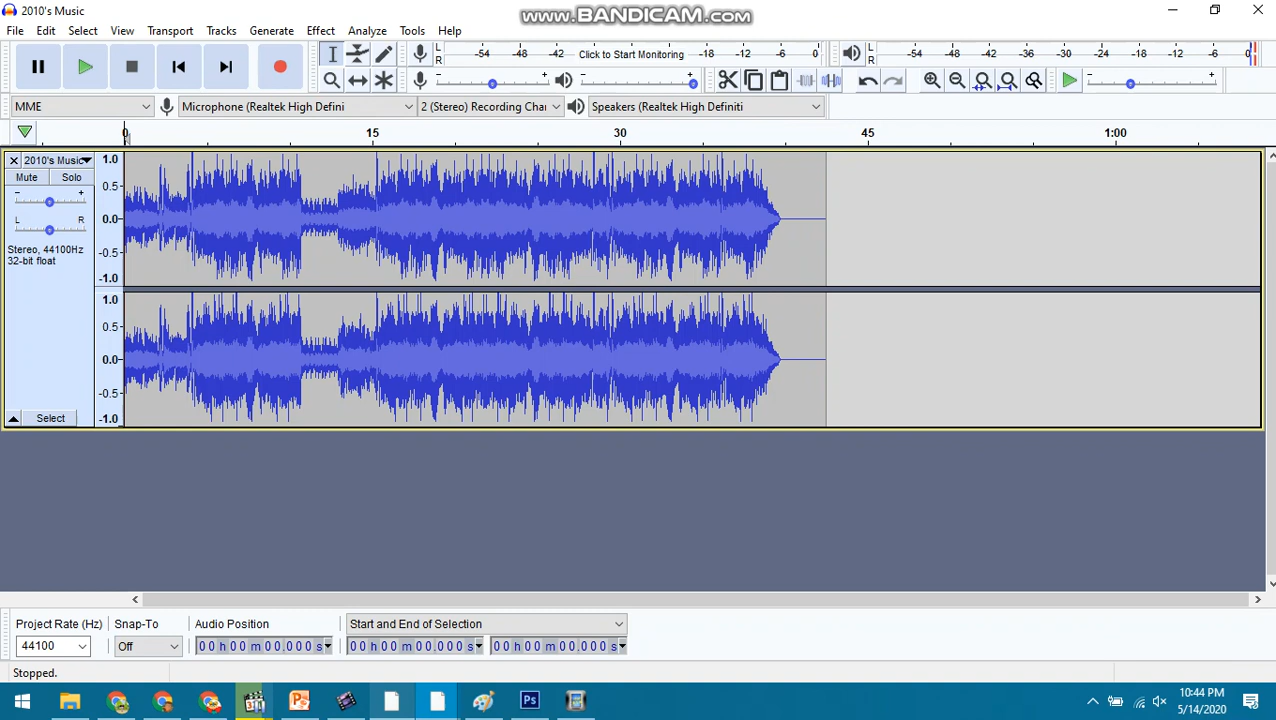 2010's Music
www.BANDICAM.com
File Edit Select View Transport Tracks Generate Effect Analyze Tools Help
L R -54 -48 -42 Click to Start Monitoring -18 -12 -6 0
L R -54 -48 -42 -36 -30 -24 -18 -12 -6 0
- + - + - +
MME Microphone (Realtek High Defini 2 (Stereo) Recording Chai Speakers (Realtek High Definiti
0 15 30 45 1:00
2010's Music
Mute Solo
- +
L R
Stereo, 44100Hz
32-bit float
Select
1.0
0.5
0.0
-0.5
-1.0
1.0
0.5
0.0
-0.5
-1.0
Project Rate (Hz) Snap-To Audio Position Start and End of Selection
44100 Off 00 h 00 m 00.000 s 00 h 00 m 00.000 s 00 h 00 m 00.000 s
Stopped.
321
Ps
10:44 PM
5/14/2020